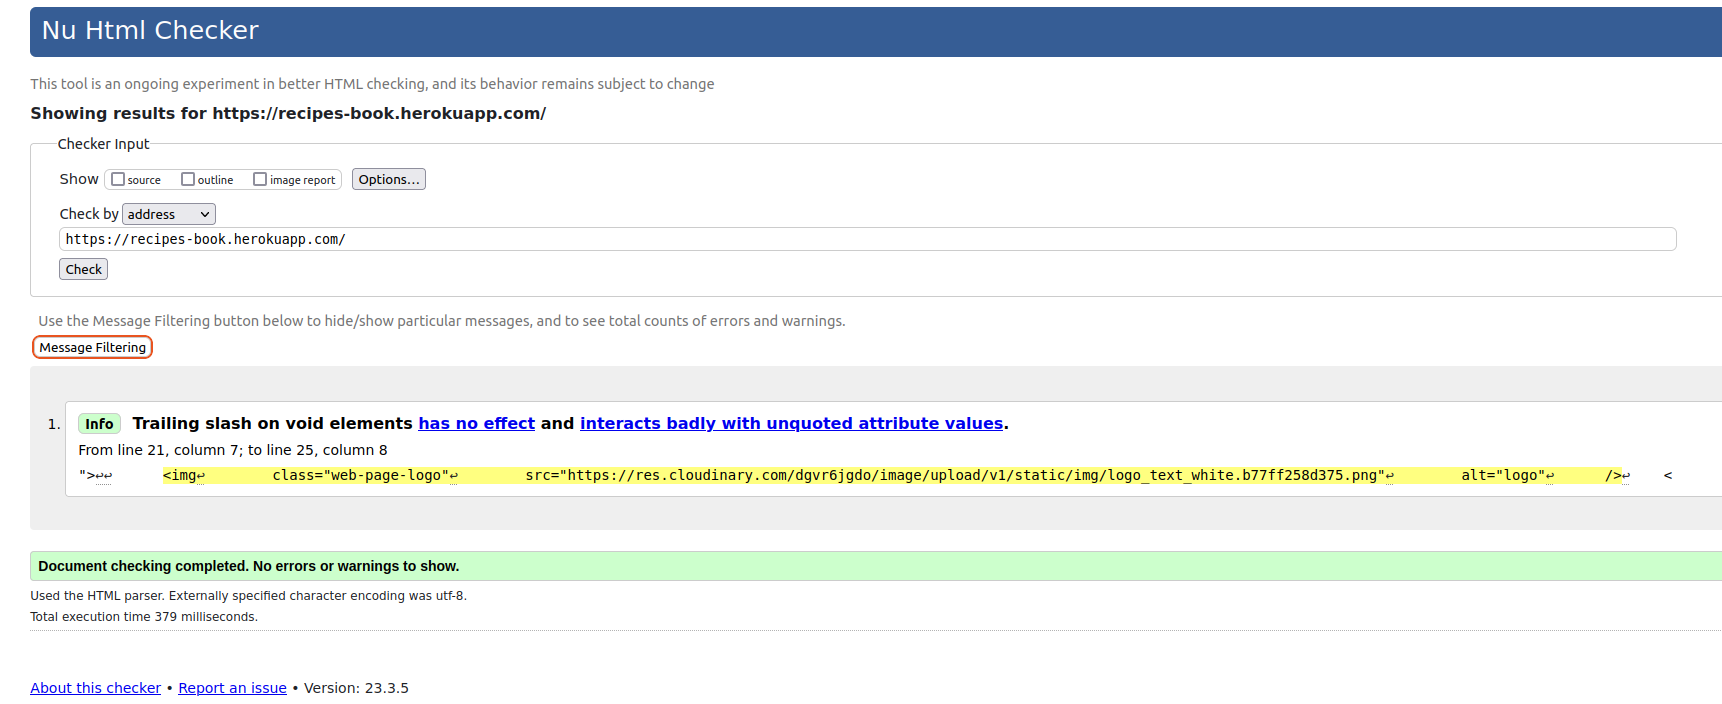 Nu Html Checker
This tool is an ongoing experiment in better HTML checking, and its behavior remains subject to change
Showing results for https://recipes-book.herokuapp.com/
Checker Input
Show source outline image report Options...
Check by address
https://recipes-book.herokuapp.com/
Check
Use the Message Filtering button below to hide/show particular messages, and to see total counts of errors and warnings.
Message Filtering
1. Info Trailing slash on void elements has no effect and interacts badly with unquoted attribute values.
From line 21, column 7; to line 25, column 8
">↩↩ <img↩ class="web-page-logo"↩ src="https://res.cloudinary.com/dgvr6jgdo/image/upload/v1/static/img/logo_text_white.b77ff258d375.png"↩ alt="logo"↩ />↩ <
Document checking completed. No errors or warnings to show.
Used the HTML parser. Externally specified character encoding was utf-8.
Total execution time 379 milliseconds.
About this checker • Report an issue • Version: 23.3.5